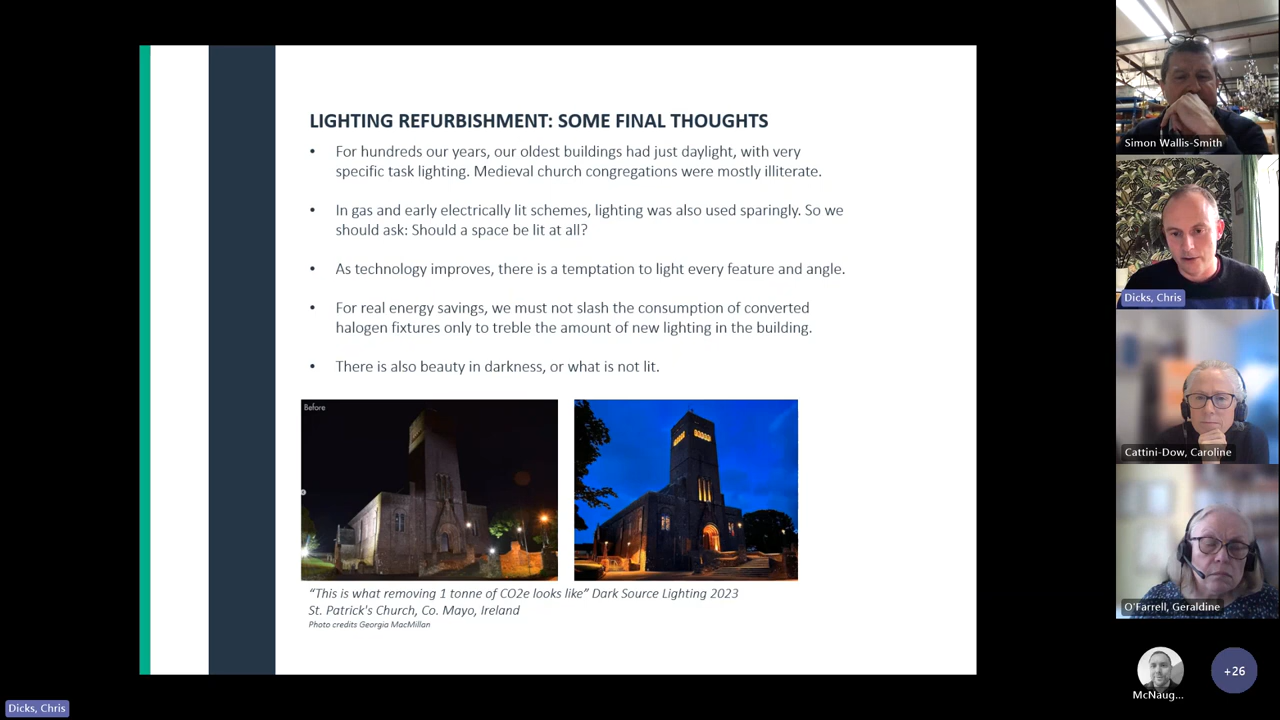 LIGHTING REFURBISHMENT: SOME FINAL THOUGHTS
• For hundreds our years, our oldest buildings had just daylight, with very
specific task lighting. Medieval church congregations were mostly illiterate.
• In gas and early electrically lit schemes, lighting was also used sparingly. So we
should ask: Should a space be lit at all?
• As technology improves, there is a temptation to light every feature and angle.
• For real energy savings, we must not slash the consumption of converted
halogen fixtures only to treble the amount of new lighting in the building.
• There is also beauty in darkness, or what is not lit.
Before
“This is what removing 1 tonne of CO2e looks like” Dark Source Lighting 2023
St. Patrick's Church, Co. Mayo, Ireland
Photo credits Georgia MacMillan
Simon Wallis-Smith
Dicks, Chris
Cattini-Dow, Caroline
O'Farrell, Geraldine
McNaug...
+26
Dicks, Chris